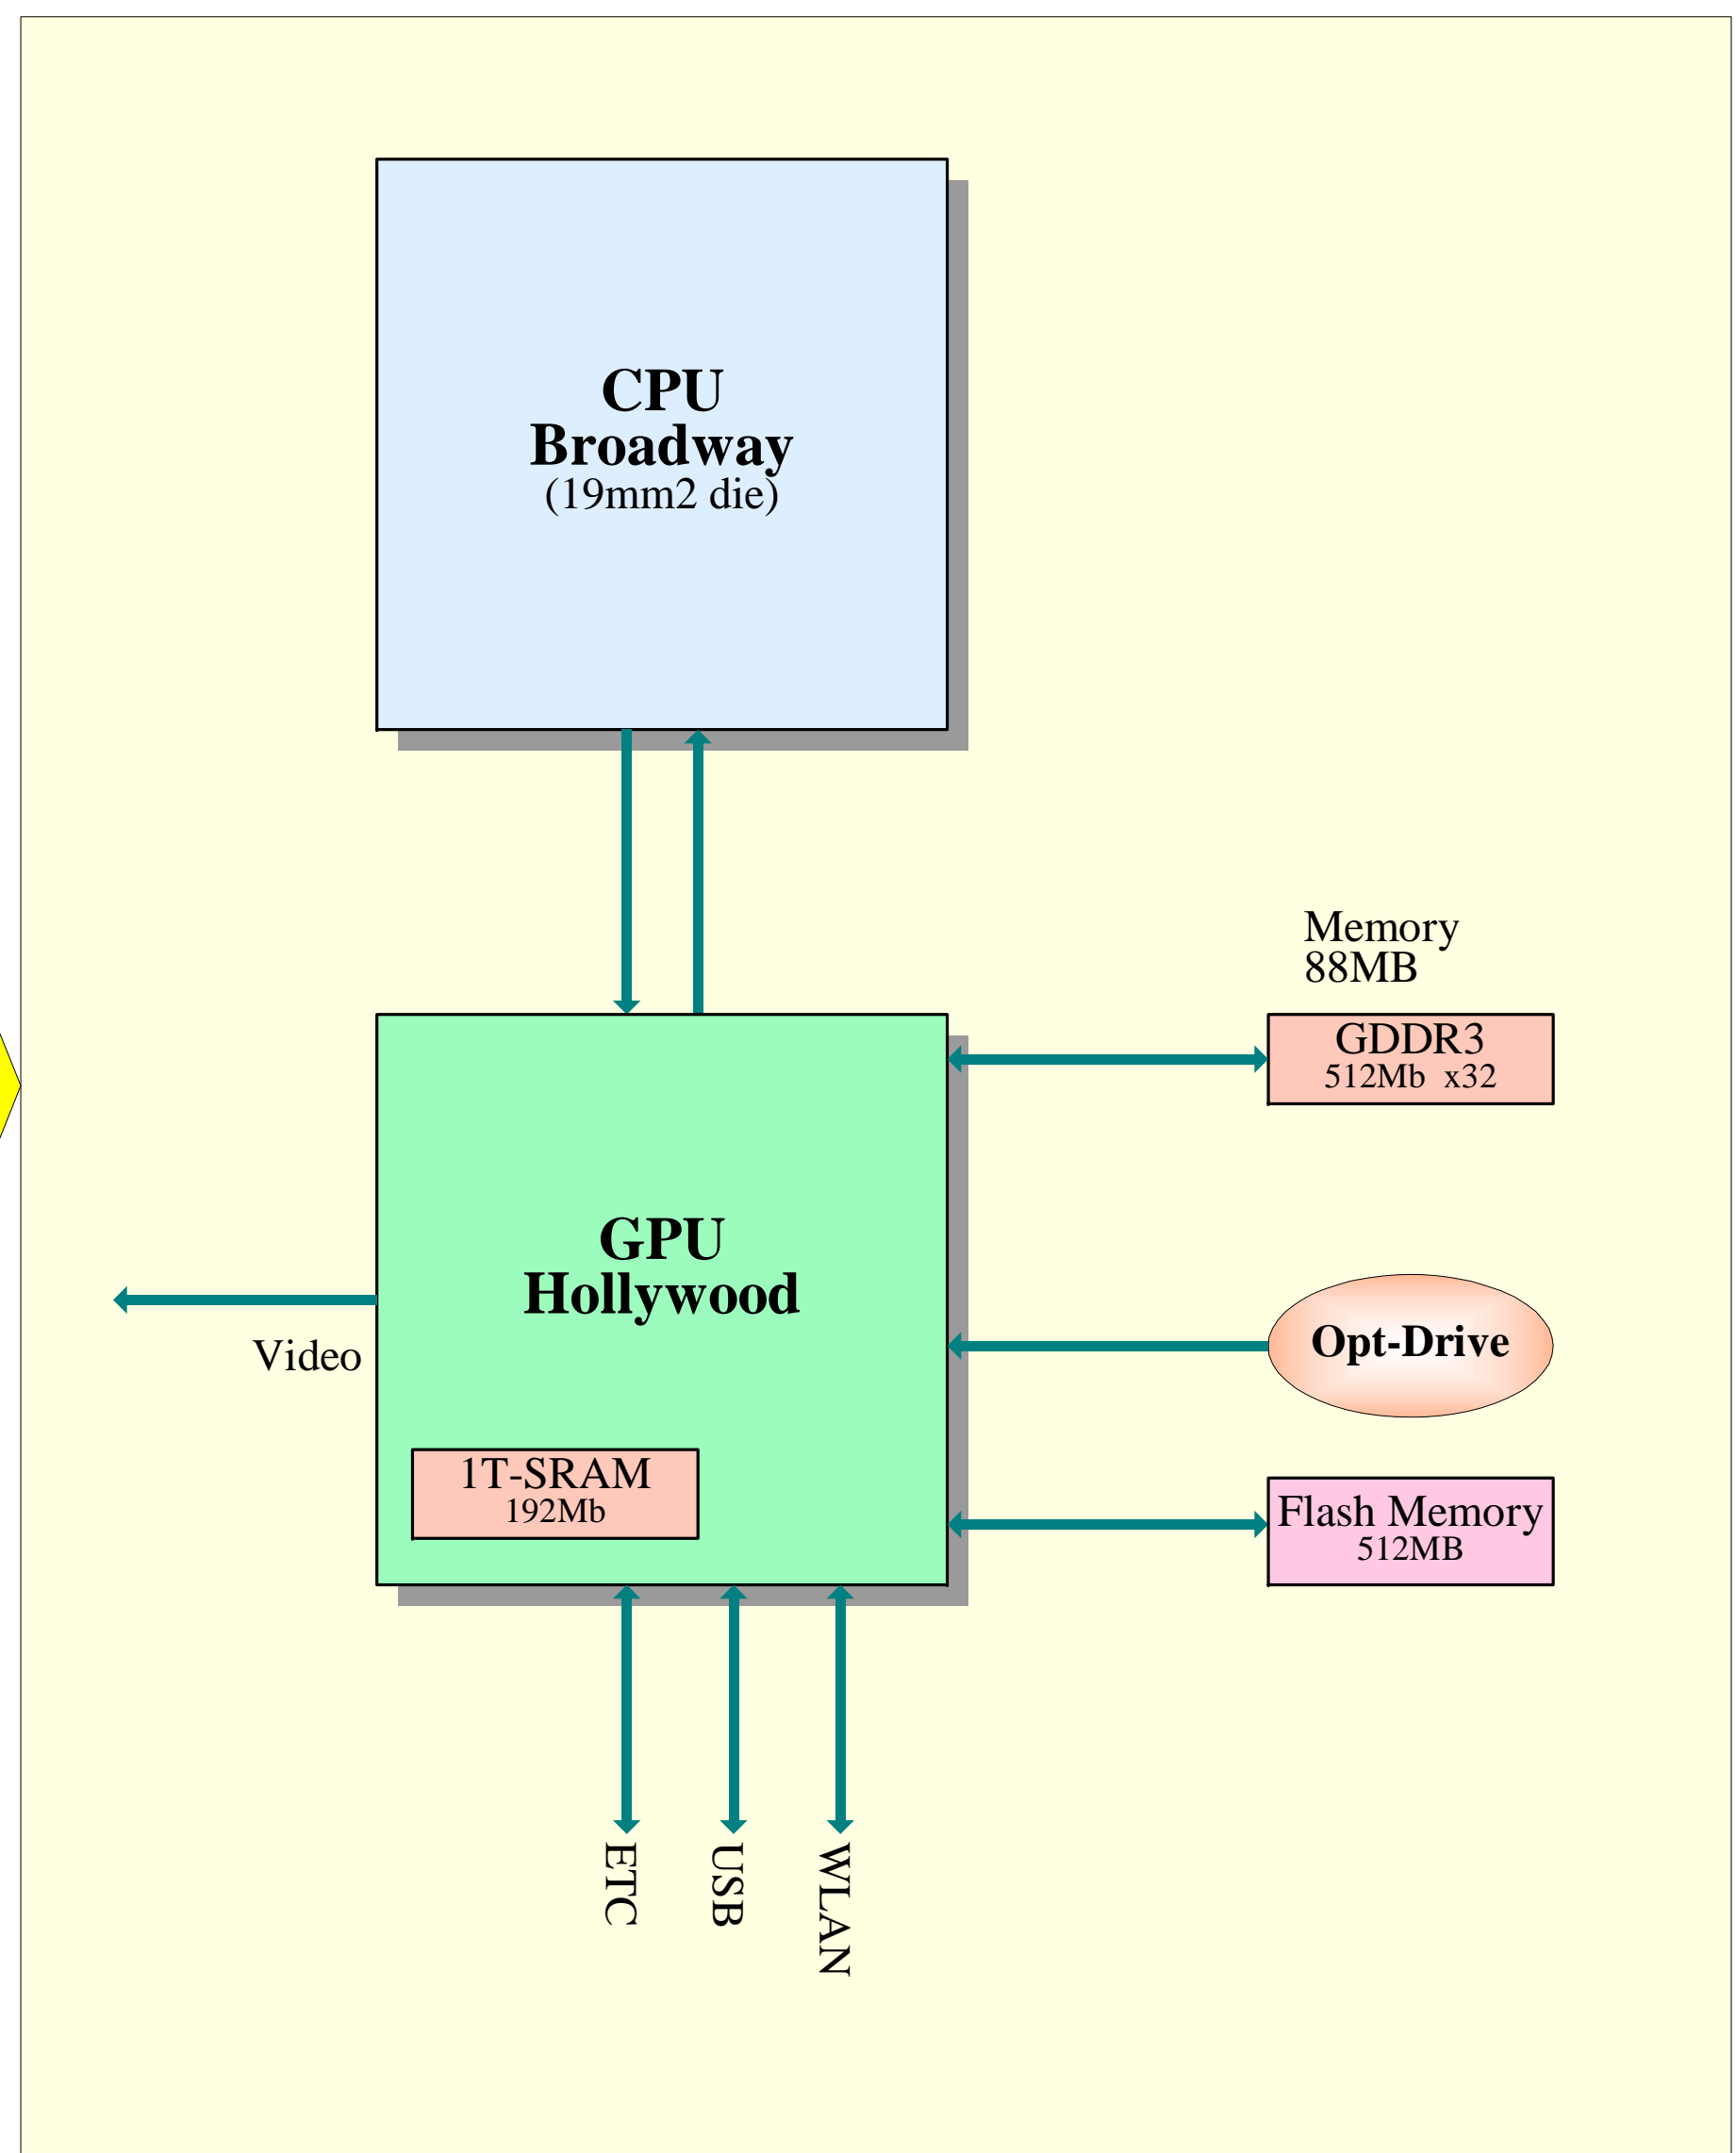 CPU
Broadway
(19mm2 die)
Memory
88MB
GDDR3
512Mb x32
GPU
Hollywood
Video
Opt-Drive
1T-SRAM
192Mb
Flash Memory
512MB
ETC
USB
WLAN